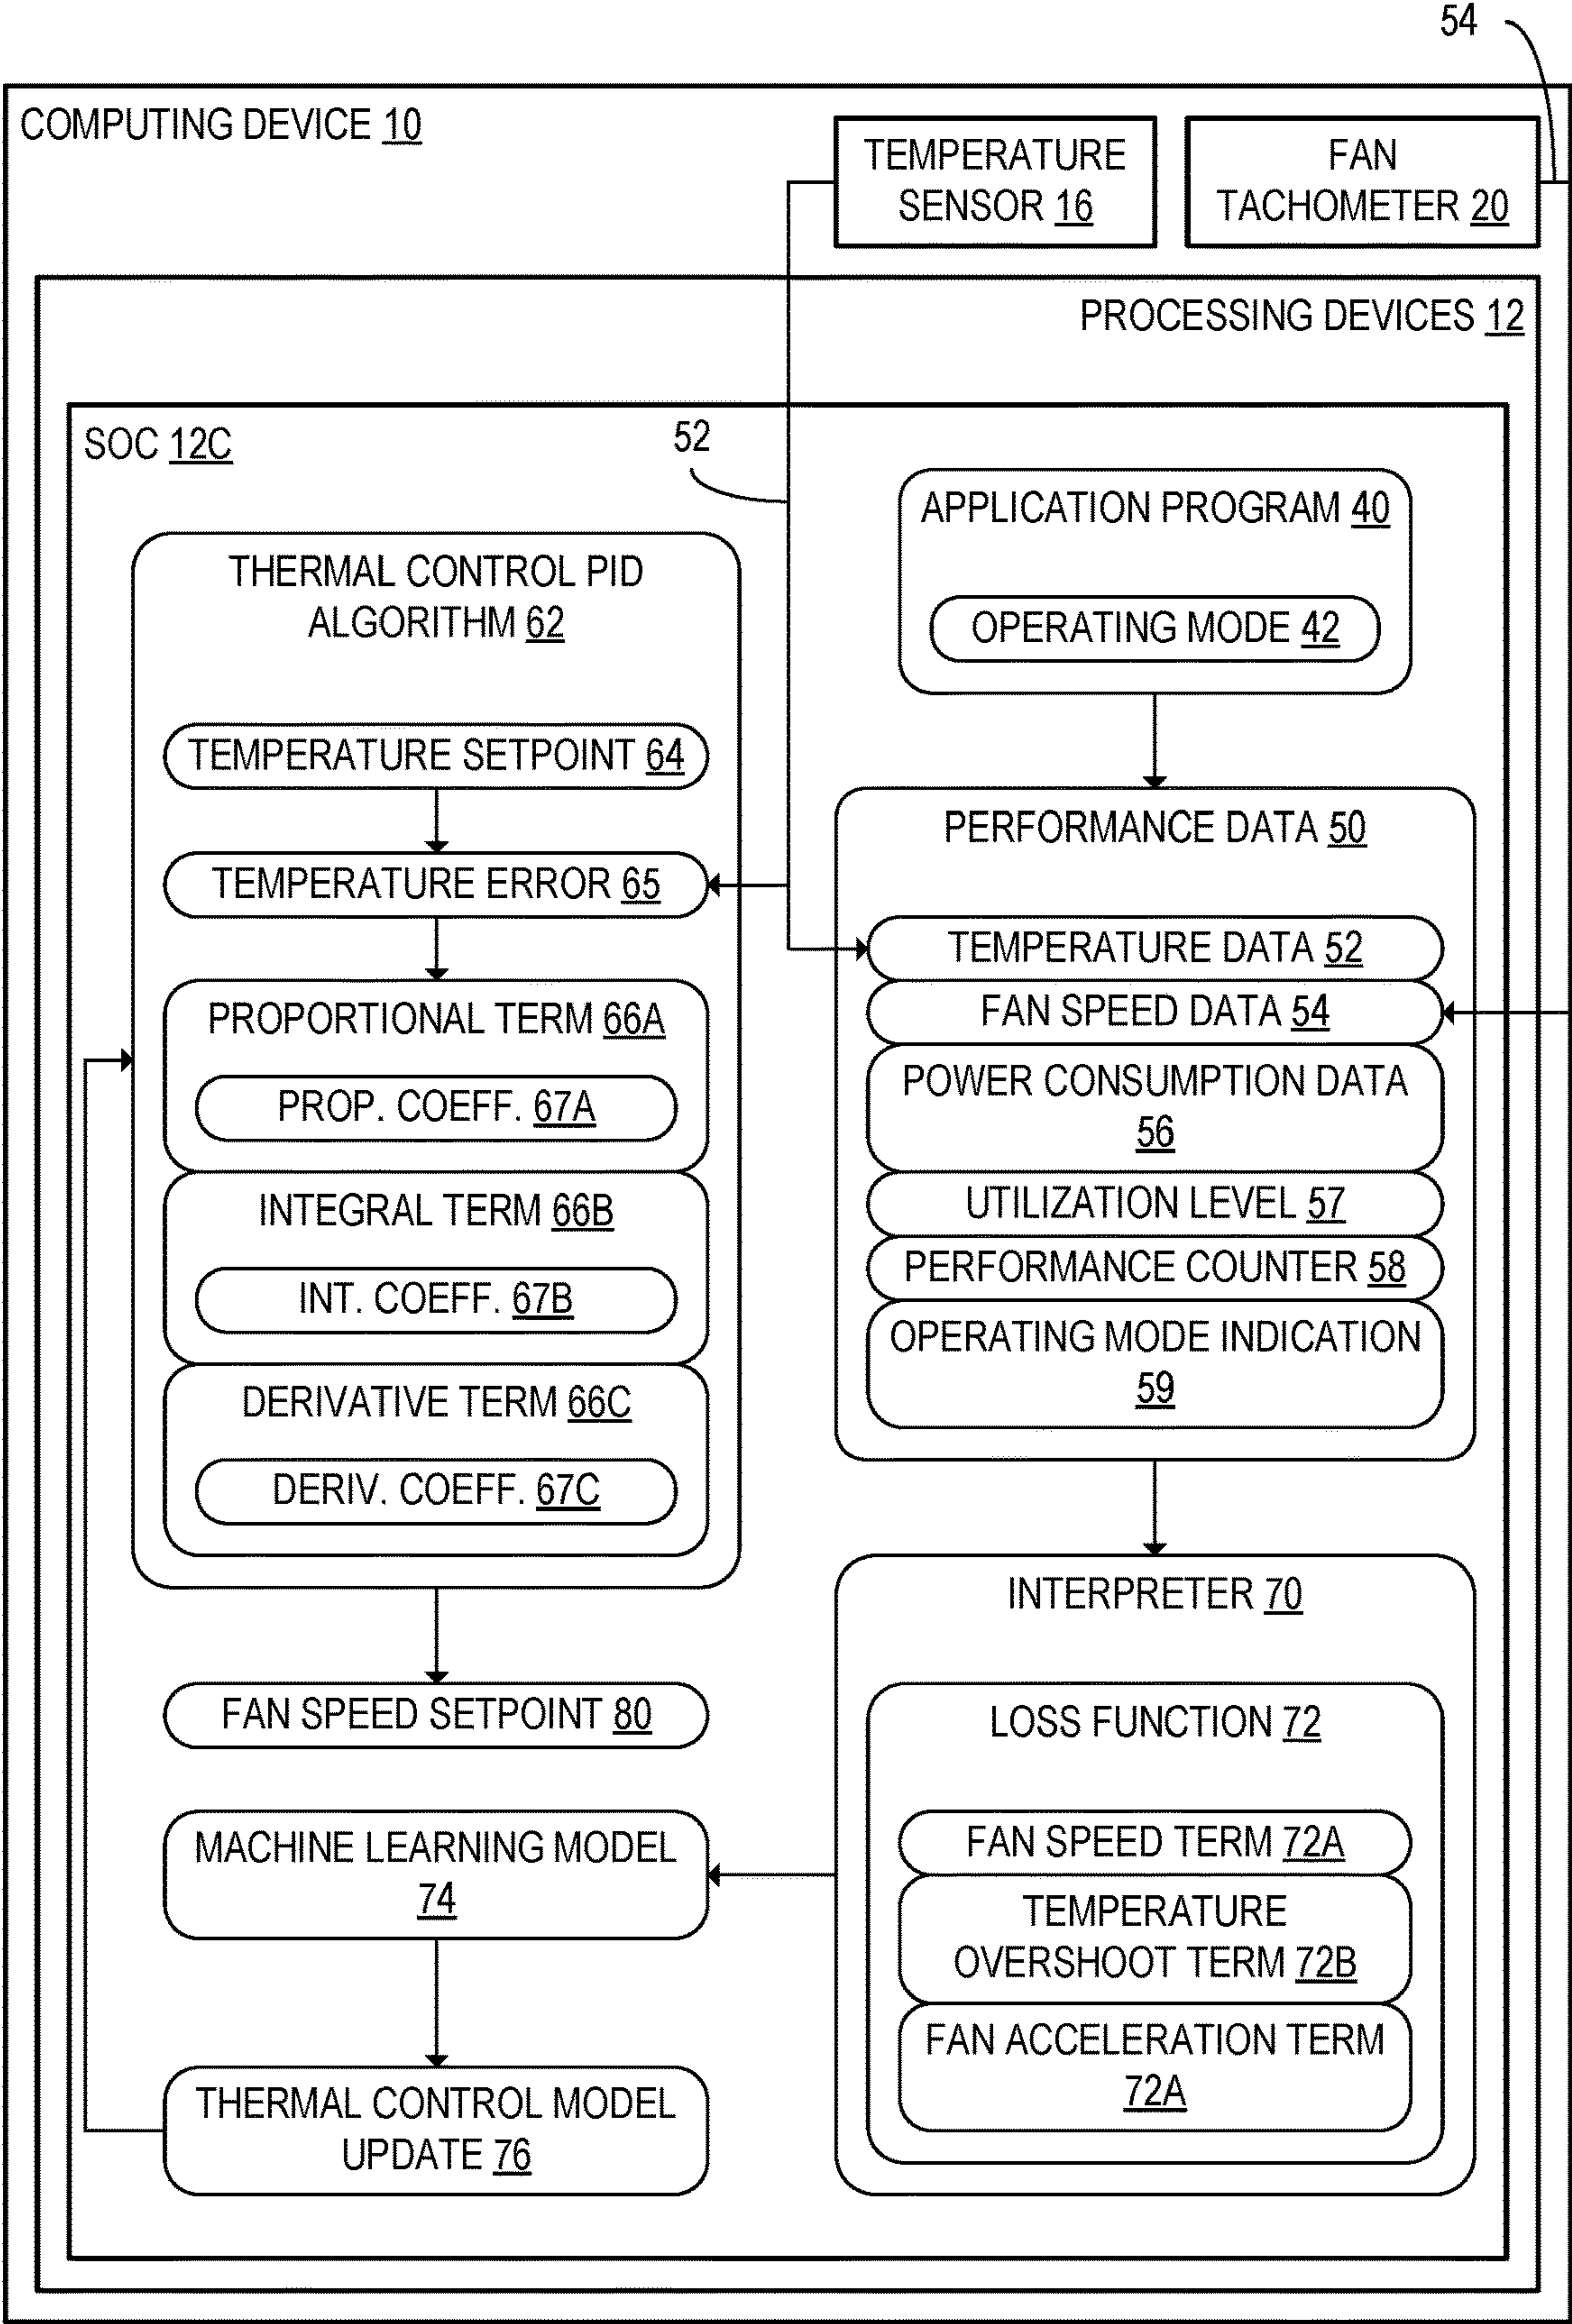 54
COMPUTING DEVICE 10
TEMPERATURE
SENSOR 16
FAN
TACHOMETER 20
PROCESSING DEVICES 12
SOC 12C
52
THERMAL CONTROL PID
ALGORITHM 62
TEMPERATURE SETPOINT 64
TEMPERATURE ERROR 65
PROPORTIONAL TERM 66A
PROP. COEFF. 67A
INTEGRAL TERM 66B
INT. COEFF. 67B
DERIVATIVE TERM 66C
DERIV. COEFF. 67C
FAN SPEED SETPOINT 80
MACHINE LEARNING MODEL
74
THERMAL CONTROL MODEL
UPDATE 76
APPLICATION PROGRAM 40
OPERATING MODE 42
PERFORMANCE DATA 50
TEMPERATURE DATA 52
FAN SPEED DATA 54
POWER CONSUMPTION DATA
56
UTILIZATION LEVEL 57
PERFORMANCE COUNTER 58
OPERATING MODE INDICATION
59
INTERPRETER 70
LOSS FUNCTION 72
FAN SPEED TERM 72A
TEMPERATURE
OVERSHOOT TERM 72B
FAN ACCELERATION TERM
72A